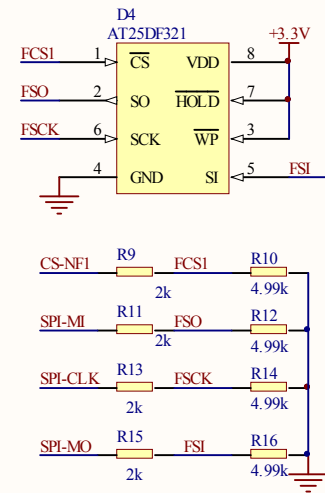 D4
AT25DF321
+3.3V
FCS1 1 CS VDD 8
FSO 2 SO HOLD 7
FSCK 6 SCK WP 3
4 GND SI 5 FSI
R9 R10
CS-NF1 FCS1
2k 4.99k
R11 R12
SPI-MI FSO
2k 4.99k
R13 R14
SPI-CLK FSCK
2k 4.99k
R15 R16
SPI-MO FSI
2k 4.99k